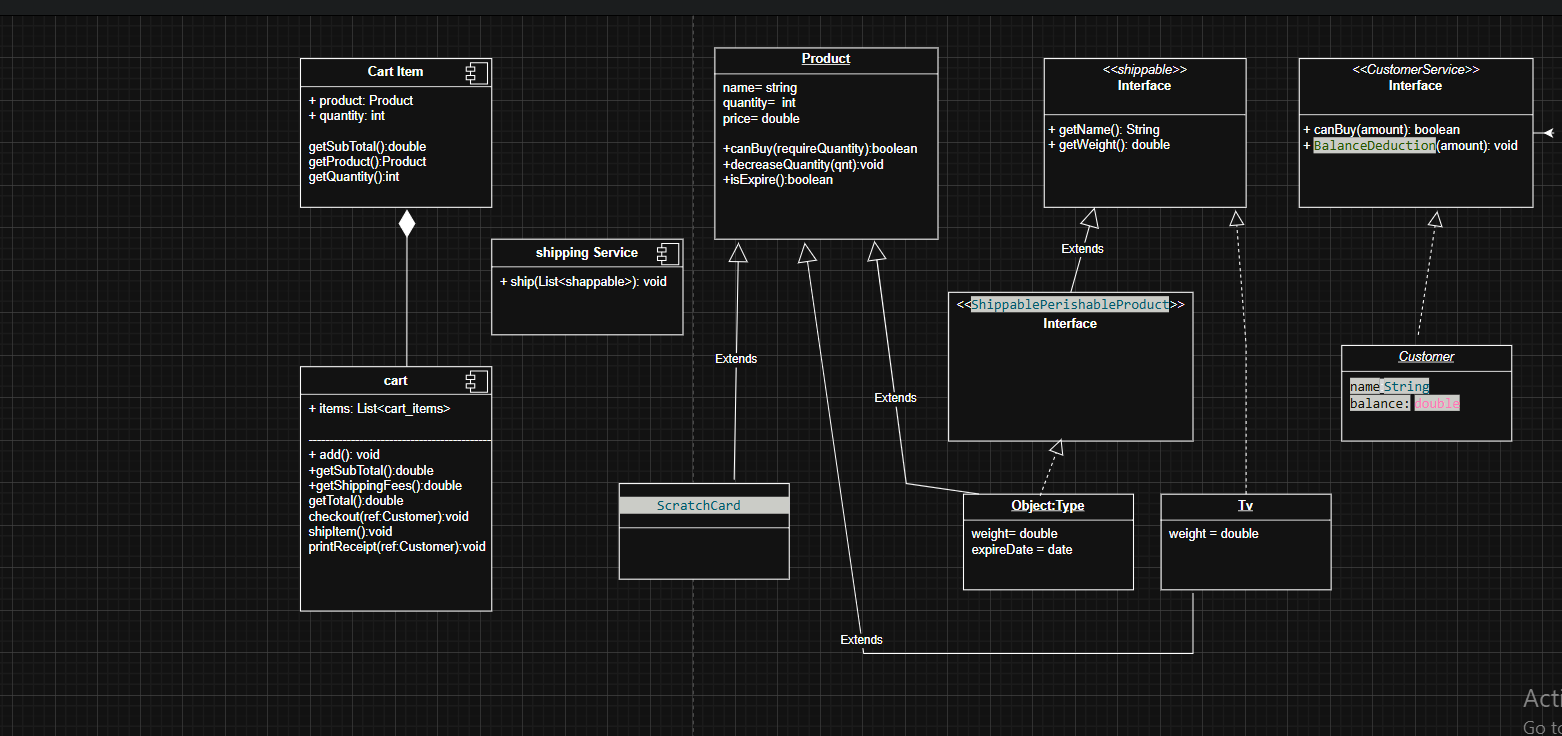 Cart Item
+ product: Product
+ quantity: int
getSubTotal():double
getProduct():Product
getQuantity():int
shipping Service
+ ship(List<shappable>): void
cart
+ items: List<cart_items>
+ add(): void
+getSubTotal():double
+getShippingFees():double
getTotal():double
checkout(ref:Customer):void
shipItem():void
printReceipt(ref:Customer):void
Product
name= string
quantity= int
price= double
+canBuy(requireQuantity):boolean
+decreaseQuantity(qnt):void
+isExpire():boolean
<<shippable>>
Interface
+ getName(): String
+ getWeight(): double
<<CustomerService>>
Interface
+ canBuy(amount): boolean
+ BalanceDeduction(amount): void
Extends
Extends
Extends
Extends
<<ShippablePerishableProduct>>
Interface
Customer
name String
balance: double
ScratchCard
Object:Type
weight= double
expireDate = date
Tv
weight = double